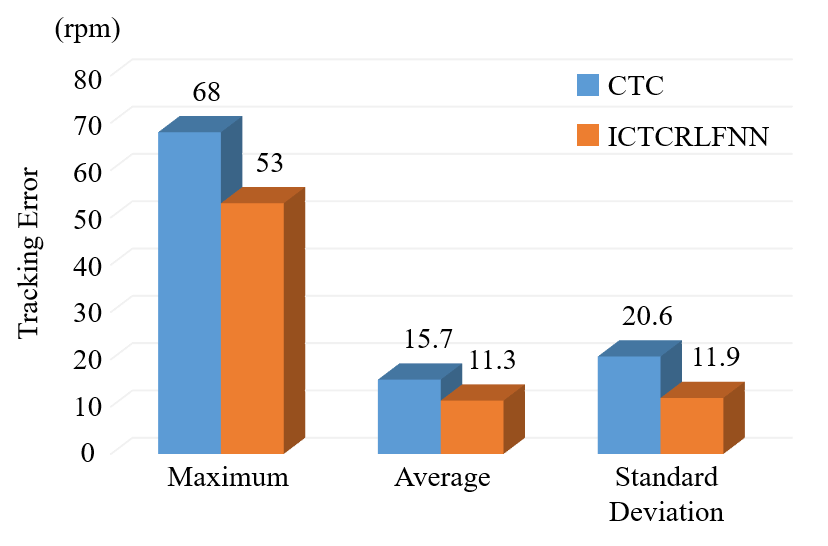 (rpm)
Tracking Error
80
70
60
50
40
30
20
10
0
68
53
15.7
11.3
20.6
11.9
CTC
ICTCRLFNN
Maximum
Average
Standard
Deviation